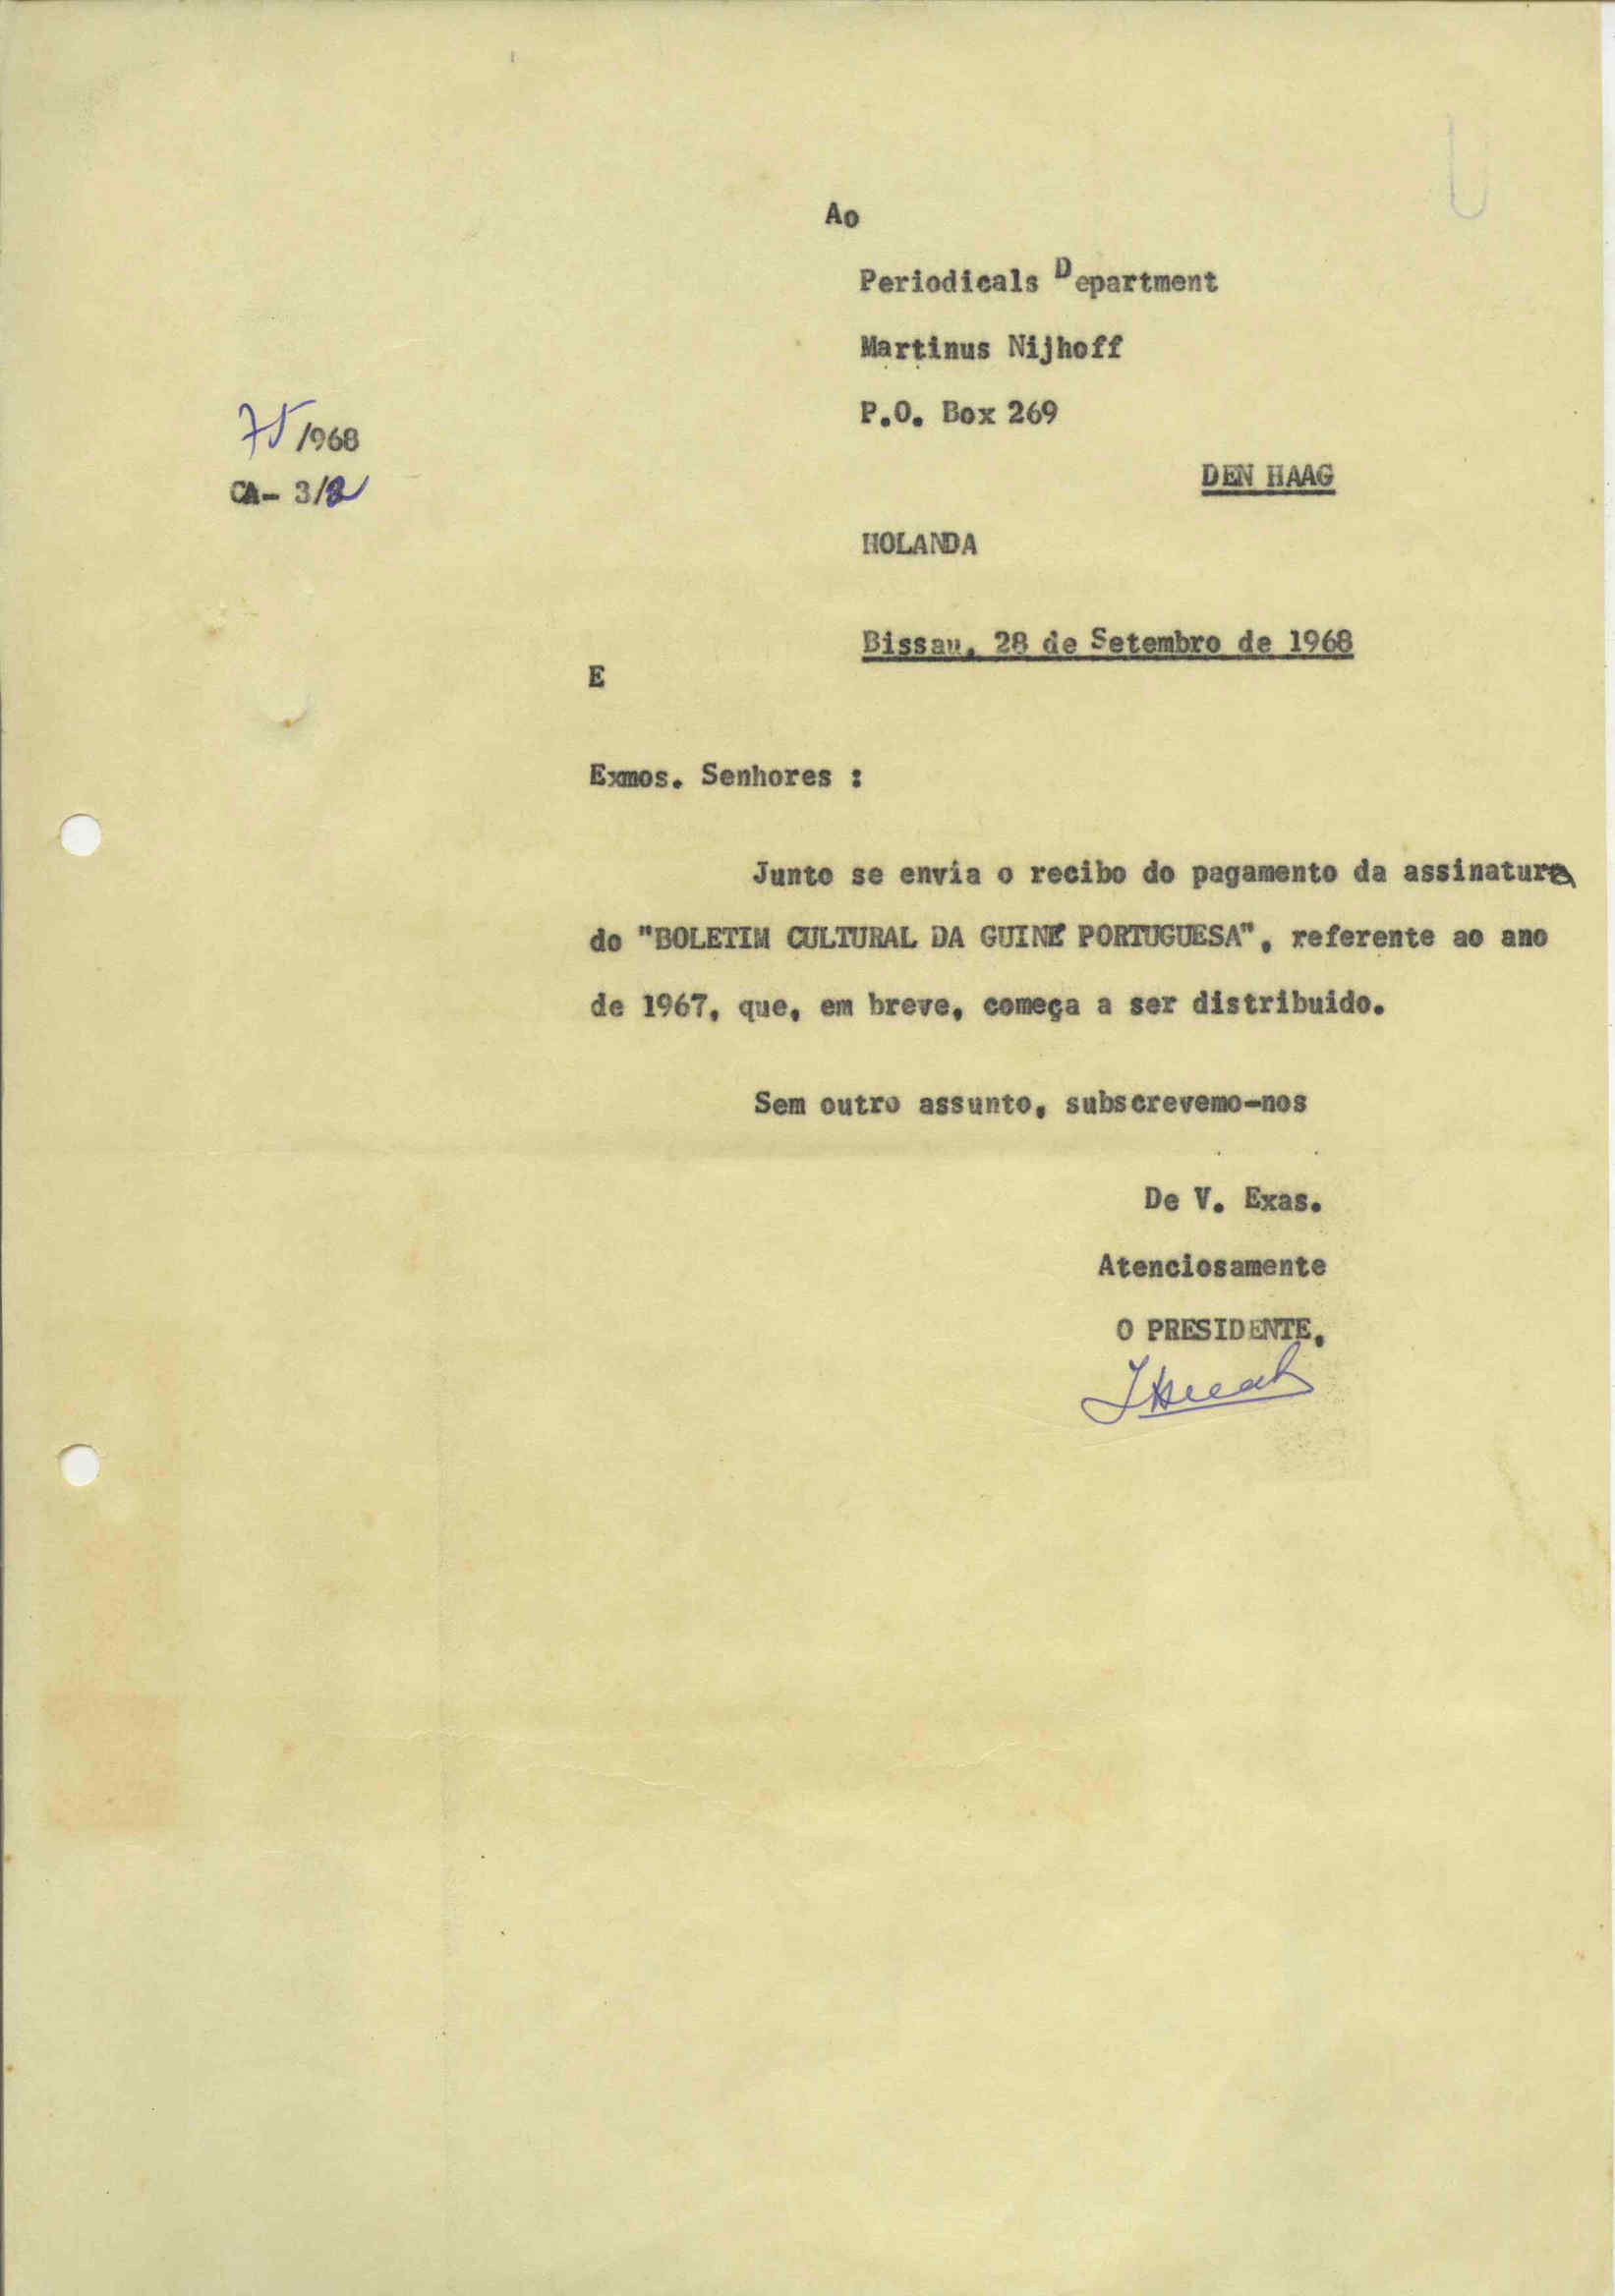 Ao
Periodicals Department
Martinus Nijhoff
P.O. Box 269
75/968
CA- 3/2
DEN HAAG
HOLANDA
Bissau, 28 de Setembro de 1968
E
Exmos. Senhores :
Junto se envia o recibo do pagamento da assinatura
do "BOLETIM CULTURAL DA GUINÉ PORTUGUESA", referente ao ano
de 1967, que, em breve, começa a ser distribuido.
Sem outro assunto, subscrevemo-nos
De V. Exas.
Atenciosamente
O PRESIDENTE,